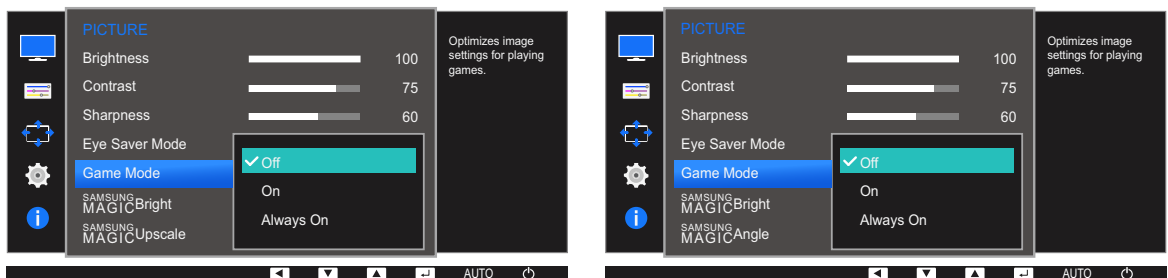 PICTURE
Brightness 100
Contrast 75
Sharpness 60
Eye Saver Mode
Game Mode
SAMSUNG
MAGICBright
SAMSUNG
MAGICUpscale
Off
On
Always On
Optimizes image
settings for playing
games.
i
AUTO
PICTURE
Brightness 100
Contrast 75
Sharpness 60
Eye Saver Mode
Game Mode
SAMSUNG
MAGICBright
SAMSUNG
MAGICAngle
Off
On
Always On
Optimizes image
settings for playing
games.
i
AUTO